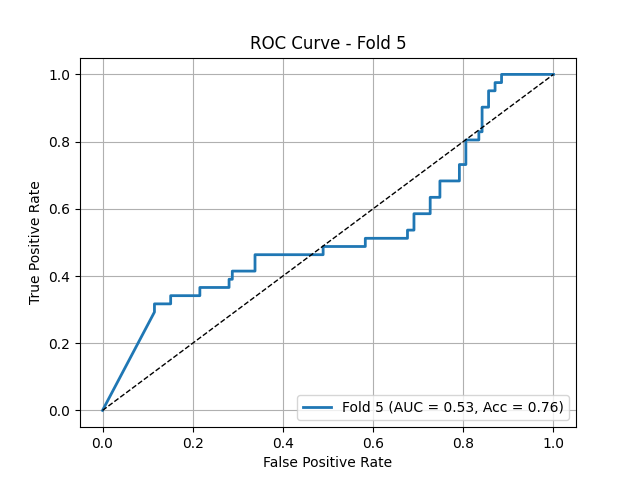 ROC Curve - Fold 5
True Positive Rate
1.0
0.8
0.6
0.4
0.2
0.0
Fold 5 (AUC = 0.53, Acc = 0.76)
0.0 0.2 0.4 0.6 0.8 1.0
False Positive Rate